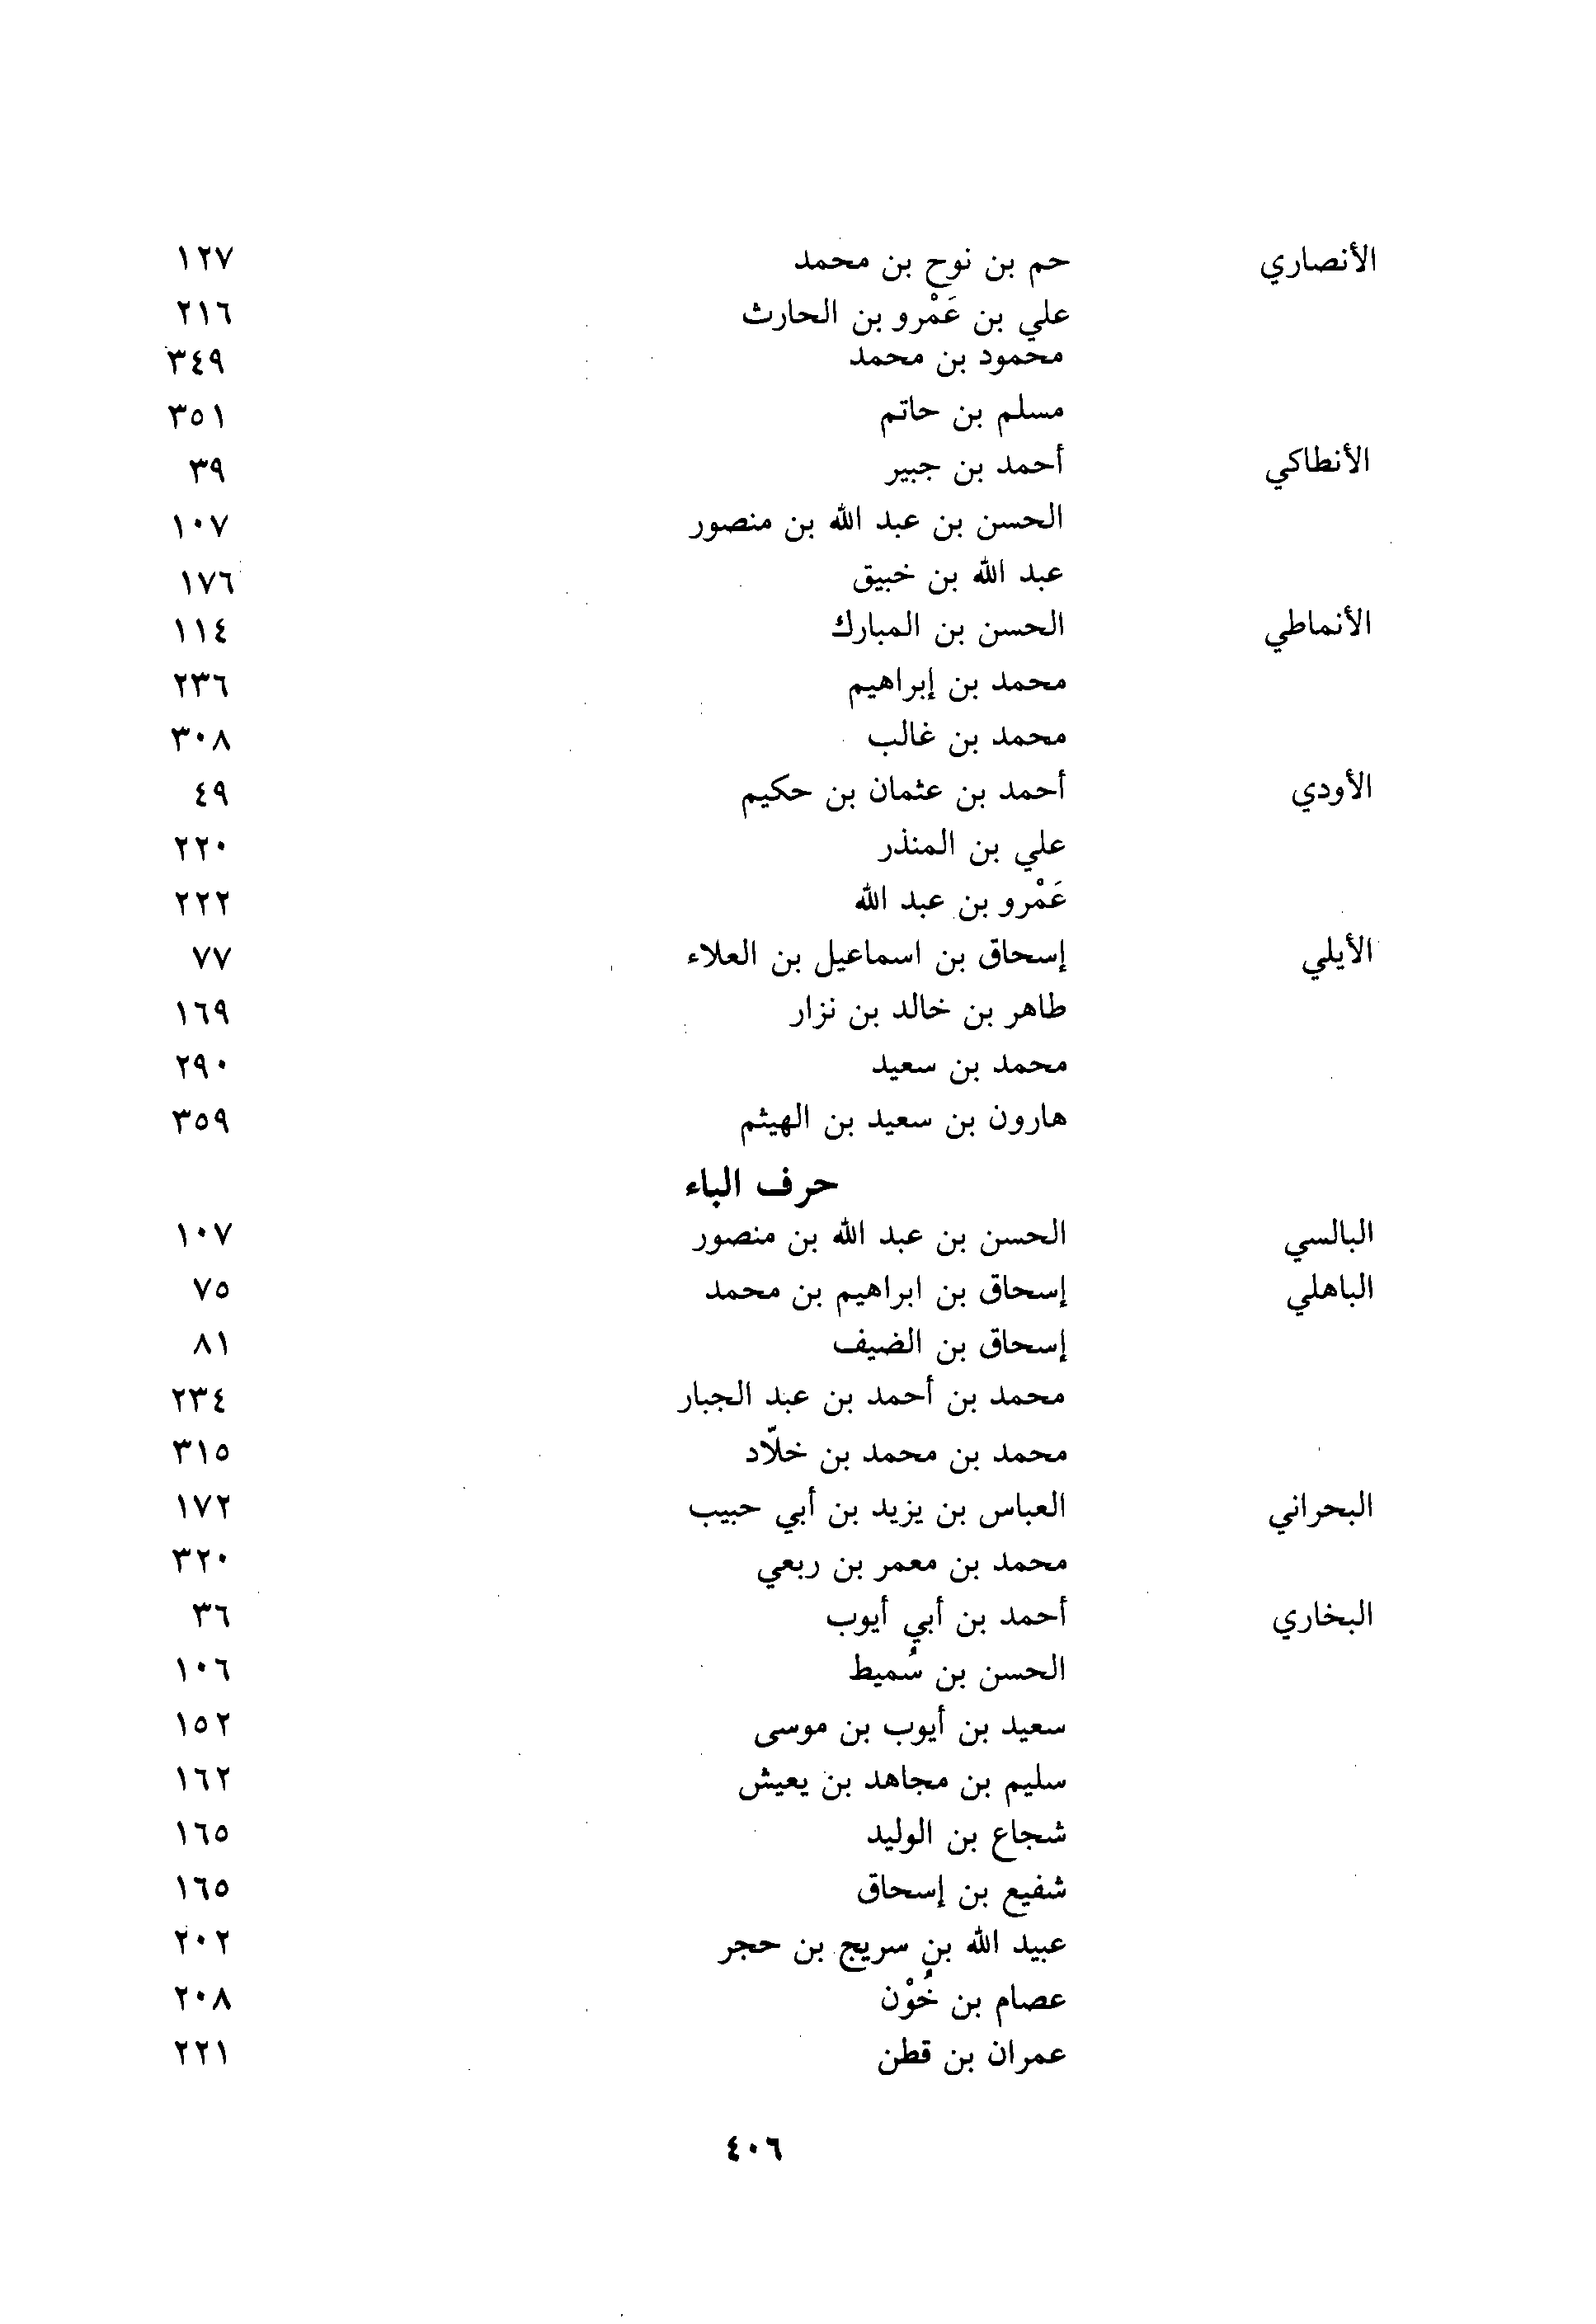 الأنصاري حم بن نوح بن محمد ١٢٧
علي بن عَمْرو بن الحارث ٢١٦
محمود بن محمد ٣٤٩
مسلم بن حاتم ٣٥١
الأنطاكي أحمد بن جبير ٣٩
الحسن بن عبد الله بن منصور ١٠٧
عبد الله بن خبيق ١٧٦
الأنماطي الحسن بن المبارك ١١٤
محمد بن إبراهيم ٢٣٦
محمد بن غالب ٣٠٨
الأودي أحمد بن عثمان بن حكيم ٤٩
علي بن المنذر ٢٢٠
عَمْرو بن عبد الله ٢٢٢
الأيلي إسحاق بن اسماعيل بن العلاء ٧٧
طاهر بن خالد بن نزار ١٦٩
محمد بن سعيد ٢٩٠
هارون بن سعيد بن الهيثم ٣٥٩
حرف الباء
البالسي الحسن بن عبد الله بن منصور ١٠٧
الباهلي إسحاق بن ابراهيم بن محمد ٧٥
إسحاق بن الضيف ٨١
محمد بن أحمد بن عبد الجبار ٢٣٤
محمد بن محمد بن خلّاد ٣١٥
البحراني العباس بن يزيد بن أبي حبيب ١٧٢
محمد بن معمر بن ربعي ٣٢٠
البخاري أحمد بن أبي أيوب ٣٦
الحسن بن سُميط ١٠٦
سعيد بن أيوب بن موسى ١٥٢
سليم بن مجاهد بن يعيش ١٦٢
شجاع بن الوليد ١٦٥
شفيع بن إسحاق ١٦٥
عبيد الله بن سريج بن حجر ٢٠٢
عصام بن خُوْن ٢٠٨
عمران بن قطن ٢٢١
٤٠٦